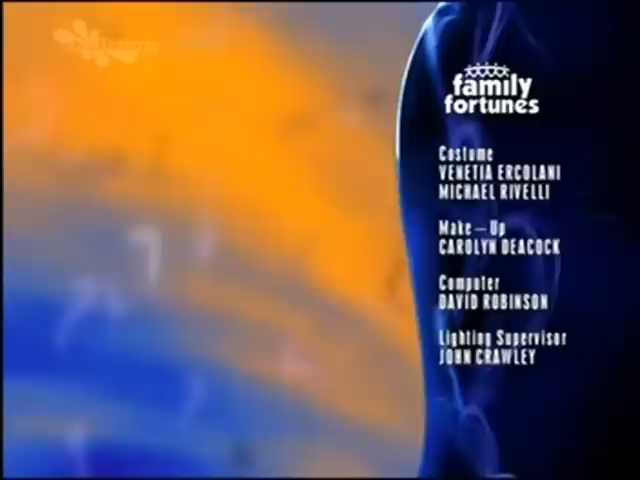 family
fortunes
Costume
VENETIA ERCOLANI
MICHAEL RIVELLI
Make-Up
CAROLYN DEACOCK
Computer
DAVID ROBINSON
Lighting Supervisor
JOHN CRAWLEY